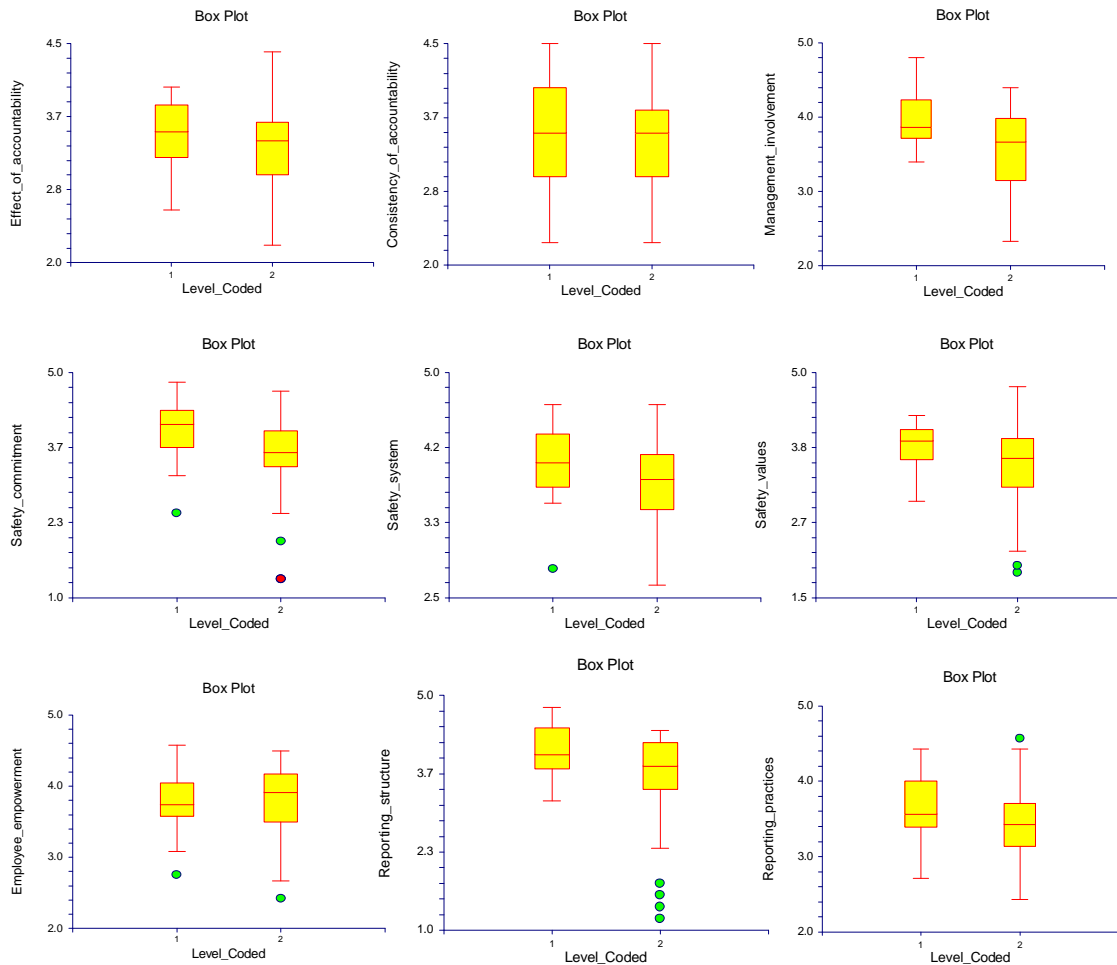 Box Plot
Effect_of_accountability
4.5
3.7
2.8
2.0
1
2
Level_Coded
Box Plot
Consistency_of_accountability
4.5
3.7
2.8
2.0
1
2
Level_Coded
Box Plot
Management_involvement
5.0
4.0
3.0
2.0
1
2
Level_Coded
Box Plot
Safety_commitment
5.0
3.7
2.3
1.0
1
2
Level_Coded
Box Plot
Safety_system
5.0
4.2
3.3
2.5
1
2
Level_Coded
Box Plot
Safety_values
5.0
3.8
2.7
1.5
1
2
Level_Coded
Box Plot
Employee_empowerment
5.0
4.0
3.0
2.0
1
2
Level_Coded
Box Plot
Reporting_structure
5.0
3.7
2.3
1.0
1
2
Level_Coded
Box Plot
Reporting_practices
5.0
4.0
3.0
2.0
1
2
Level_Coded